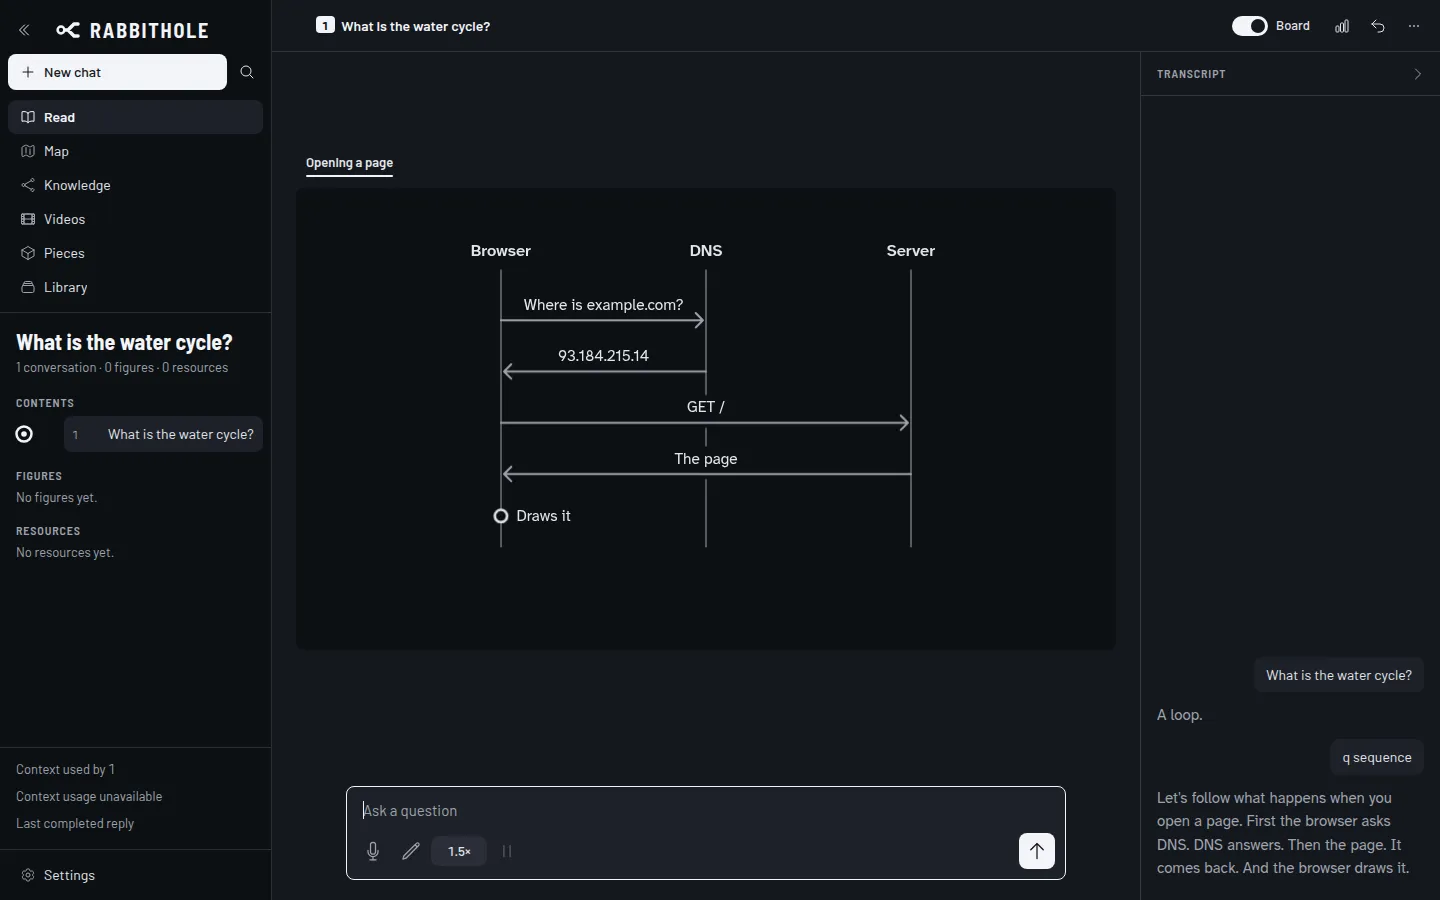 RABBITHOLE
New chat
Read
Map
Knowledge
Videos
Pieces
Library
What is the water cycle?
1 conversation · 0 figures · 0 resources
CONTENTS
1 What is the water cycle?
FIGURES
No figures yet.
RESOURCES
No resources yet.
Context used by 1
Context usage unavailable
Last completed reply
Settings
1 What is the water cycle?
Board
Opening a page
Browser DNS Server
Where is example.com?
93.184.215.14
GET /
The page
Draws it
Ask a question
1.5×
TRANSCRIPT
What is the water cycle?
A loop.
q sequence
Let's follow what happens when you
open a page. First the browser asks
DNS. DNS answers. Then the page. It
comes back. And the browser draws it.